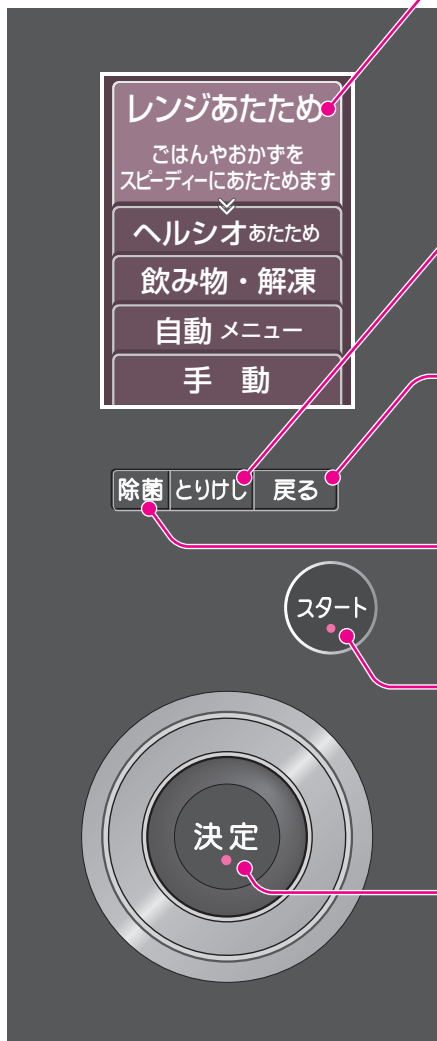 レンジあたため
ごはんやおかずを
スピーディーにあたためます
ヘルシオあたため
飲み物・解凍
自動 メニュー
手 動
除菌 とりけし 戻る
スタート
決定